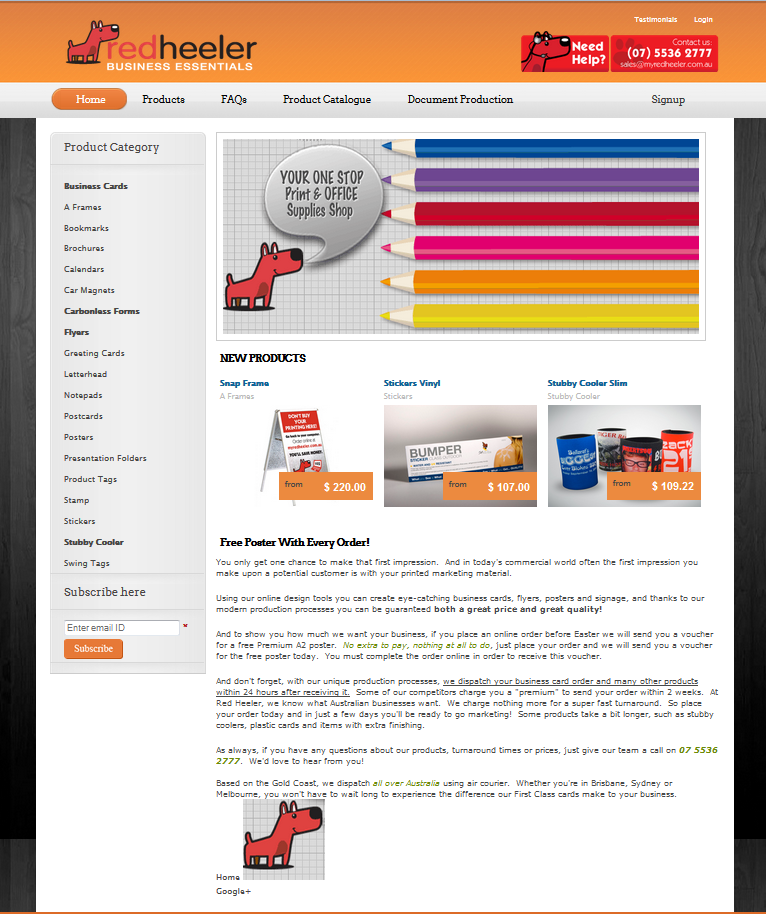 Testimonials Login
redheeler
BUSINESS ESSENTIALS
Need Help?
Contact us:
(07) 5536 2777
sales@myredheeler.com.au
Home Products FAQs Product Catalogue Document Production Signup
Product Category
Business Cards
A Frames
Bookmarks
Brochures
Calendars
Car Magnets
Carbonless Forms
Flyers
Greeting Cards
Letterhead
Notepads
Postcards
Posters
Presentation Folders
Product Tags
Stamp
Stickers
Stubby Cooler
Swing Tags
Subscribe here
Enter email ID *
Subscribe
YOUR ONE STOP
Print & OFFICE
Supplies Shop
NEW PRODUCTS
Snap Frame
A Frames
DON'T BUY
YOUR
PRINTING HERE!
Order online at
myredheeler.com.au
YOU'LL SAVE MONEY
from $ 220.00
Stickers Vinyl
Stickers
BUMPER
from $ 107.00
Stubby Cooler Slim
Stubby Cooler
from $ 109.22
Free Poster With Every Order!
You only get one chance to make that first impression. And in today's commercial world often the first impression you
make upon a potential customer is with your printed marketing material.
Using our online design tools you can create eye-catching business cards, flyers, posters and signage, and thanks to our
modern production processes you can be guaranteed both a great price and great quality!
And to show you how much we want your business, if you place an online order before Easter we will send you a voucher
for a free Premium A2 poster. No extra to pay, nothing at all to do, just place your order and we will send you a voucher
for the free poster today. You must complete the order online in order to receive this voucher.
And don't forget, with our unique production processes, we dispatch your business card order and many other products
within 24 hours after receiving it. Some of our competitors charge you a "premium" to send your order within 2 weeks. At
Red Heeler, we know what Australian businesses want. We charge nothing more for a super fast turnaround. So place
your order today and in just a few days you'll be ready to go marketing! Some products take a bit longer, such as stubby
coolers, plastic cards and items with extra finishing.
As always, if you have any questions about our products, turnaround times or prices, just give our team a call on 07 5536
2777. We'd love to hear from you!
Based on the Gold Coast, we dispatch all over Australia using air courier. Whether you're in Brisbane, Sydney or
Melbourne, you won't have to wait long to experience the difference our First Class cards make to your business.
Home
Google+